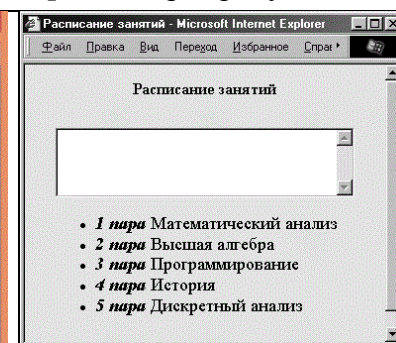 Расписание занятий - Microsoft Internet Explorer
Файл Правка Вид Переход Избранное Справ
Расписание занятий
1 пара Математический анализ
2 пара Высшая алгебра
3 пара Программирование
4 пара История
5 пара Дискретный анализ